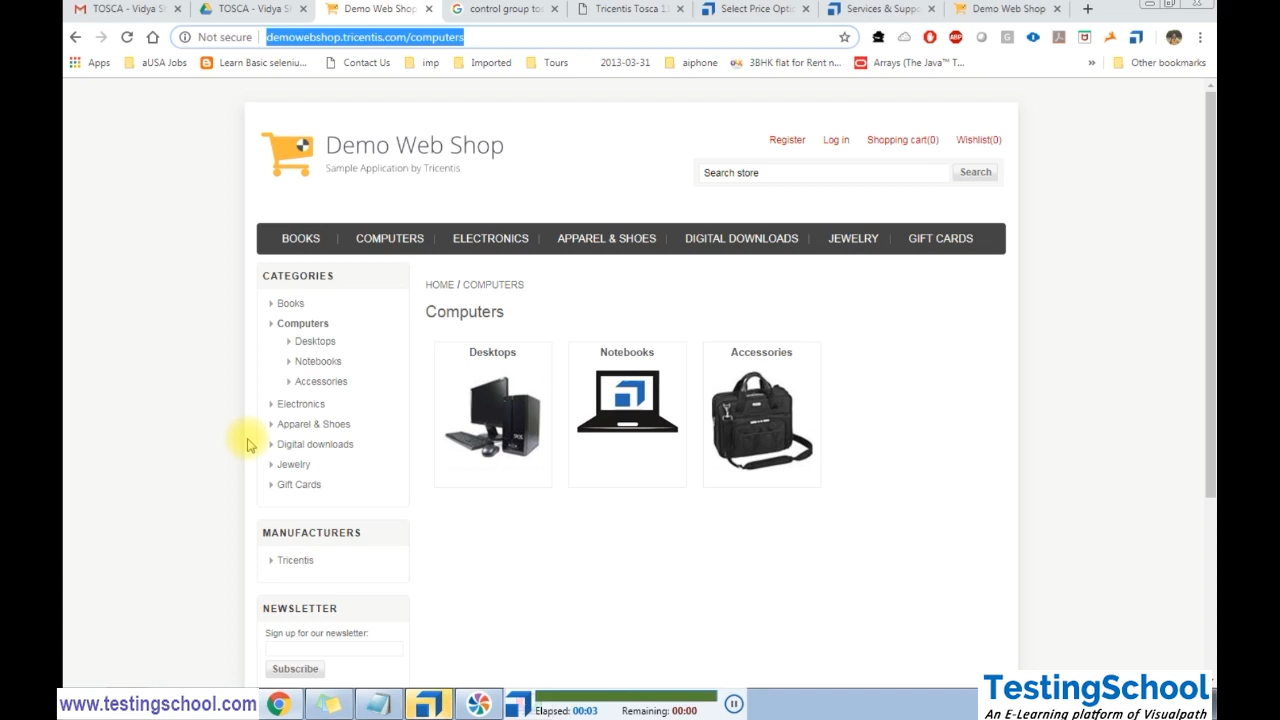 TOSCA - Vidya S
TOSCA - Vidya S
Demo Web Shop
control group to
Tricentis Tosca 1
Select Price Optio
Services & Suppo
Demo Web Shop
Not secure
demowebshop.tricentis.com/computers
Apps
aUSA Jobs
Learn Basic seleniu...
Contact Us
imp
Imported
Tours
2013-03-31
aiphone
3BHK flat for Rent n...
Arrays (The Java™ T...
Other bookmarks
Demo Web Shop
Sample Application by Tricentis
Register Log in Shopping cart(0) Wishlist(0)
Search store Search
BOOKS COMPUTERS ELECTRONICS APPAREL & SHOES DIGITAL DOWNLOADS JEWELRY GIFT CARDS
CATEGORIES
Books
Computers
Desktops
Notebooks
Accessories
Electronics
Apparel & Shoes
Digital downloads
Jewelry
Gift Cards
MANUFACTURERS
Tricentis
NEWSLETTER
Sign up for our newsletter:
Subscribe
HOME / COMPUTERS
Computers
Desktops Notebooks Accessories
www.testingschool.com
Elapsed: 00:03 Remaining: 00:00
TestingSchool
An E-Learning platform of Visualpath